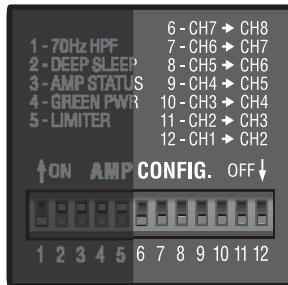 1 - 70Hz HPF
2 - DEEP SLEEP
3 - AMP STATUS
4 - GREEN PWR
5 - LIMITER
6 - CH7 ➔ CH8
7 - CH6 ➔ CH7
8 - CH5 ➔ CH6
9 - CH4 ➔ CH5
10 - CH3 ➔ CH4
11 - CH2 ➔ CH3
12 - CH1 ➔ CH2
↑ON AMP CONFIG. OFF↓
1 2 3 4 5 6 7 8 9 10 11 12